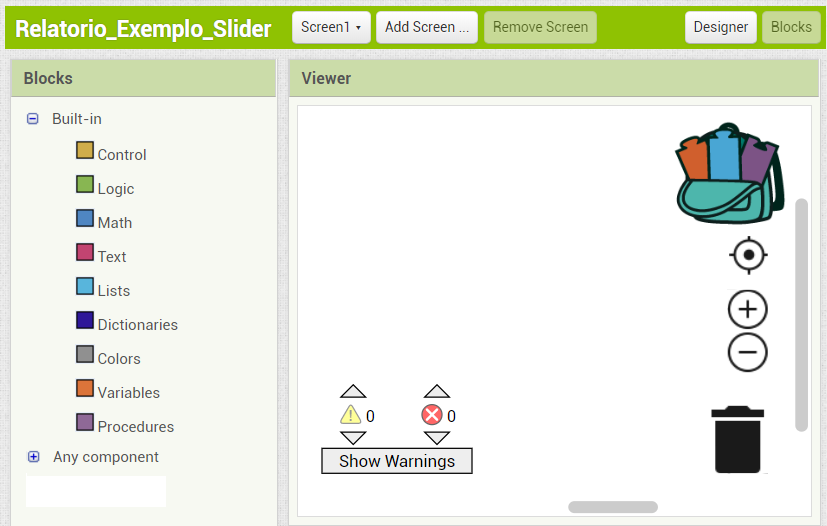 Relatorio_Exemplo_Slider
Screen1
Add Screen ...
Remove Screen
Designer
Blocks
Blocks
Built-in
Control
Logic
Math
Text
Lists
Dictionaries
Colors
Variables
Procedures
Any component
Viewer
0
0
Show Warnings